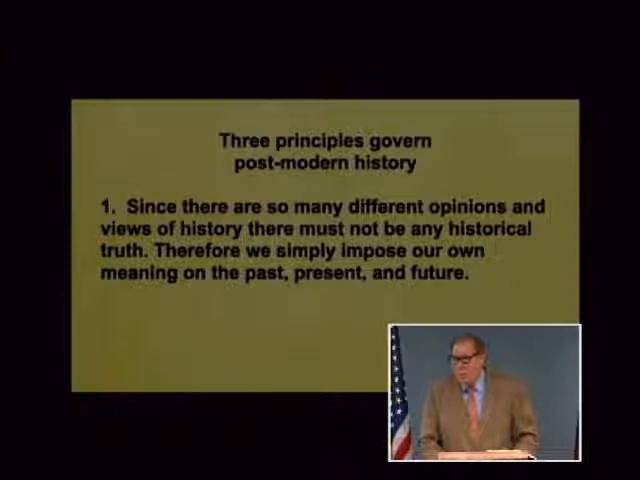 Three principles govern
post-modern history
1. Since there are so many different opinions and
views of history there must not be any historical
truth. Therefore we simply impose our own
meaning on the past, present, and future.